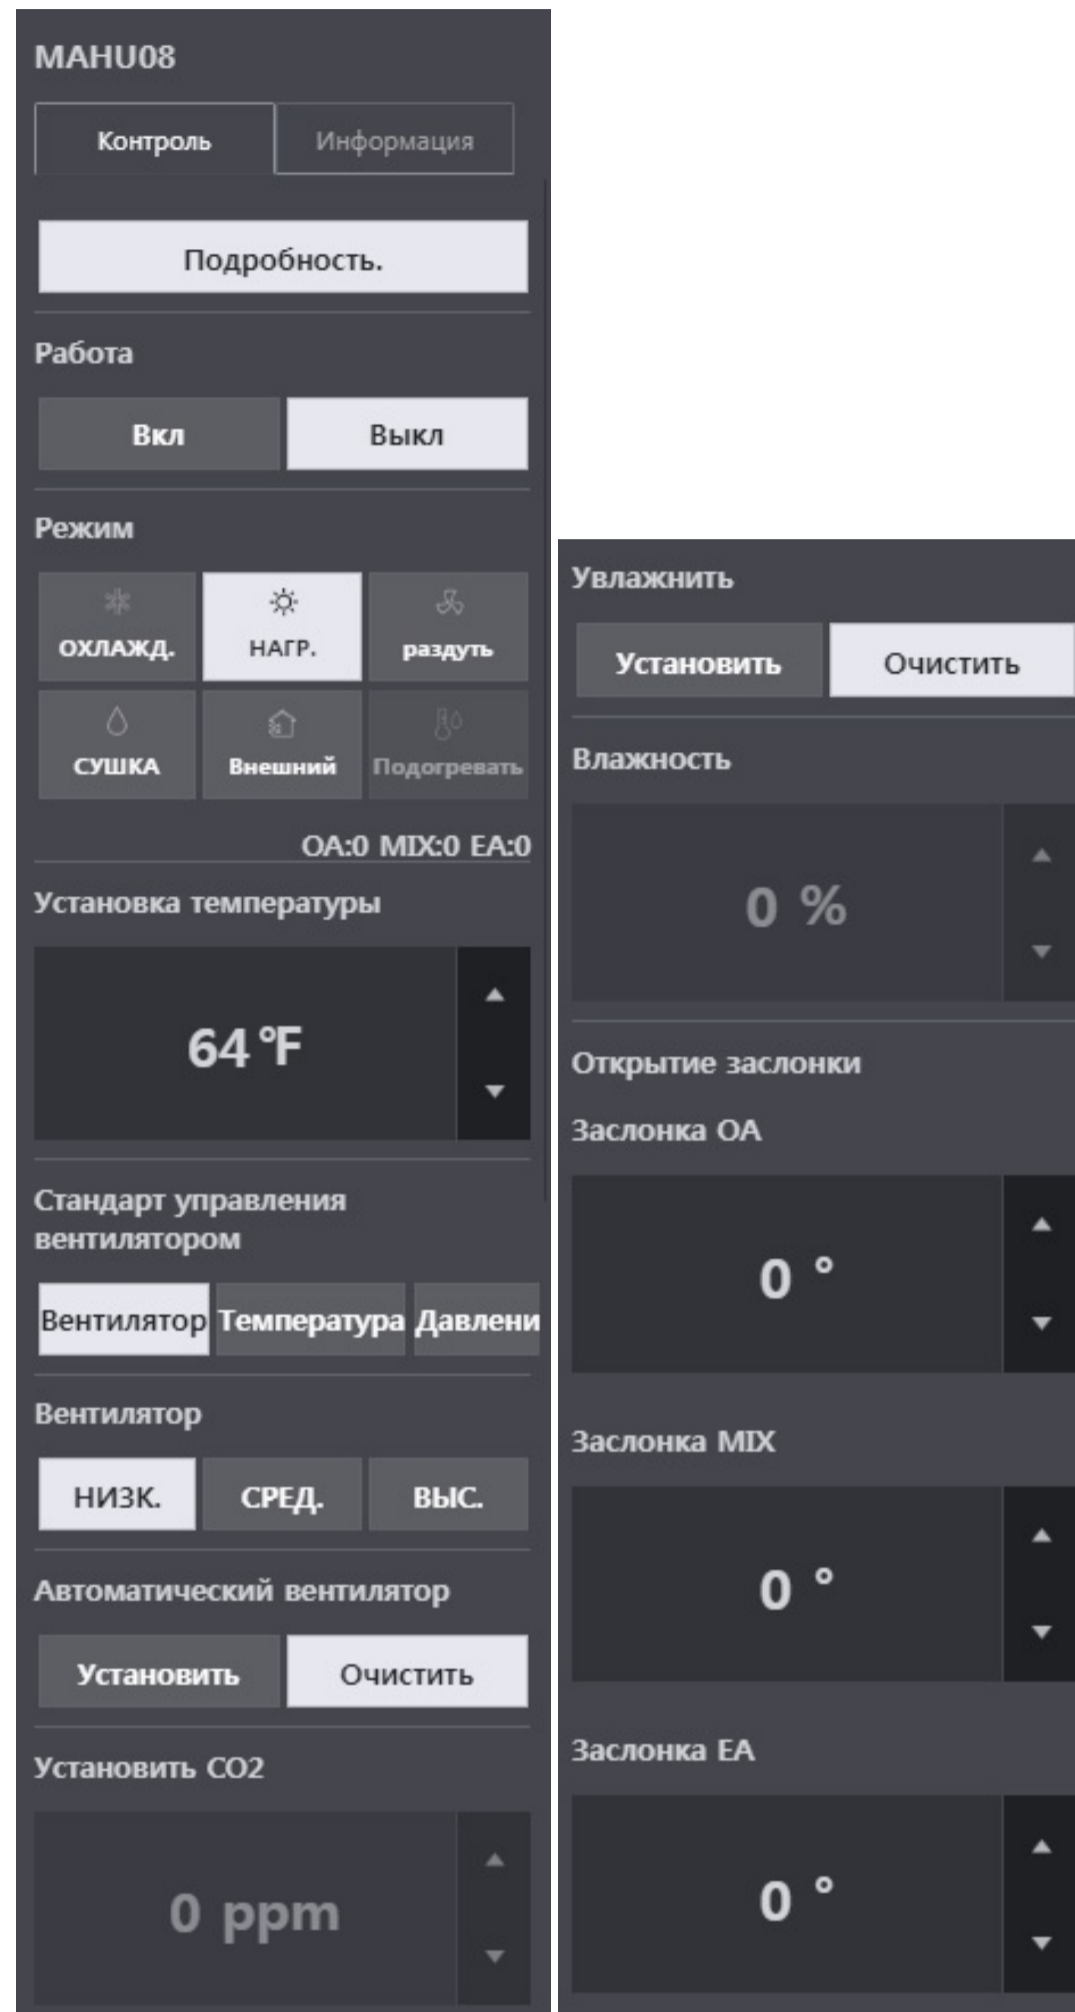 MAHU08
Контроль Информация
Подробность.
Работа
Вкл Выкл
Режим
ОХЛАЖД. НАГР. раздуть
СУШКА Внешний Подогревать
OA:0 MIX:0 EA:0
Установка температуры
64°F
Стандарт управления
вентилятором
Вентилятор Температура Давлени
Вентилятор
НИЗК. СРЕД. ВЫС.
Автоматический вентилятор
Установить Очистить
Установить CO2
0 ppm
Увлажнить
Установить Очистить
Влажность
0 %
Открытие заслонки
Заслонка OA
0 °
Заслонка MIX
0 °
Заслонка EA
0 °